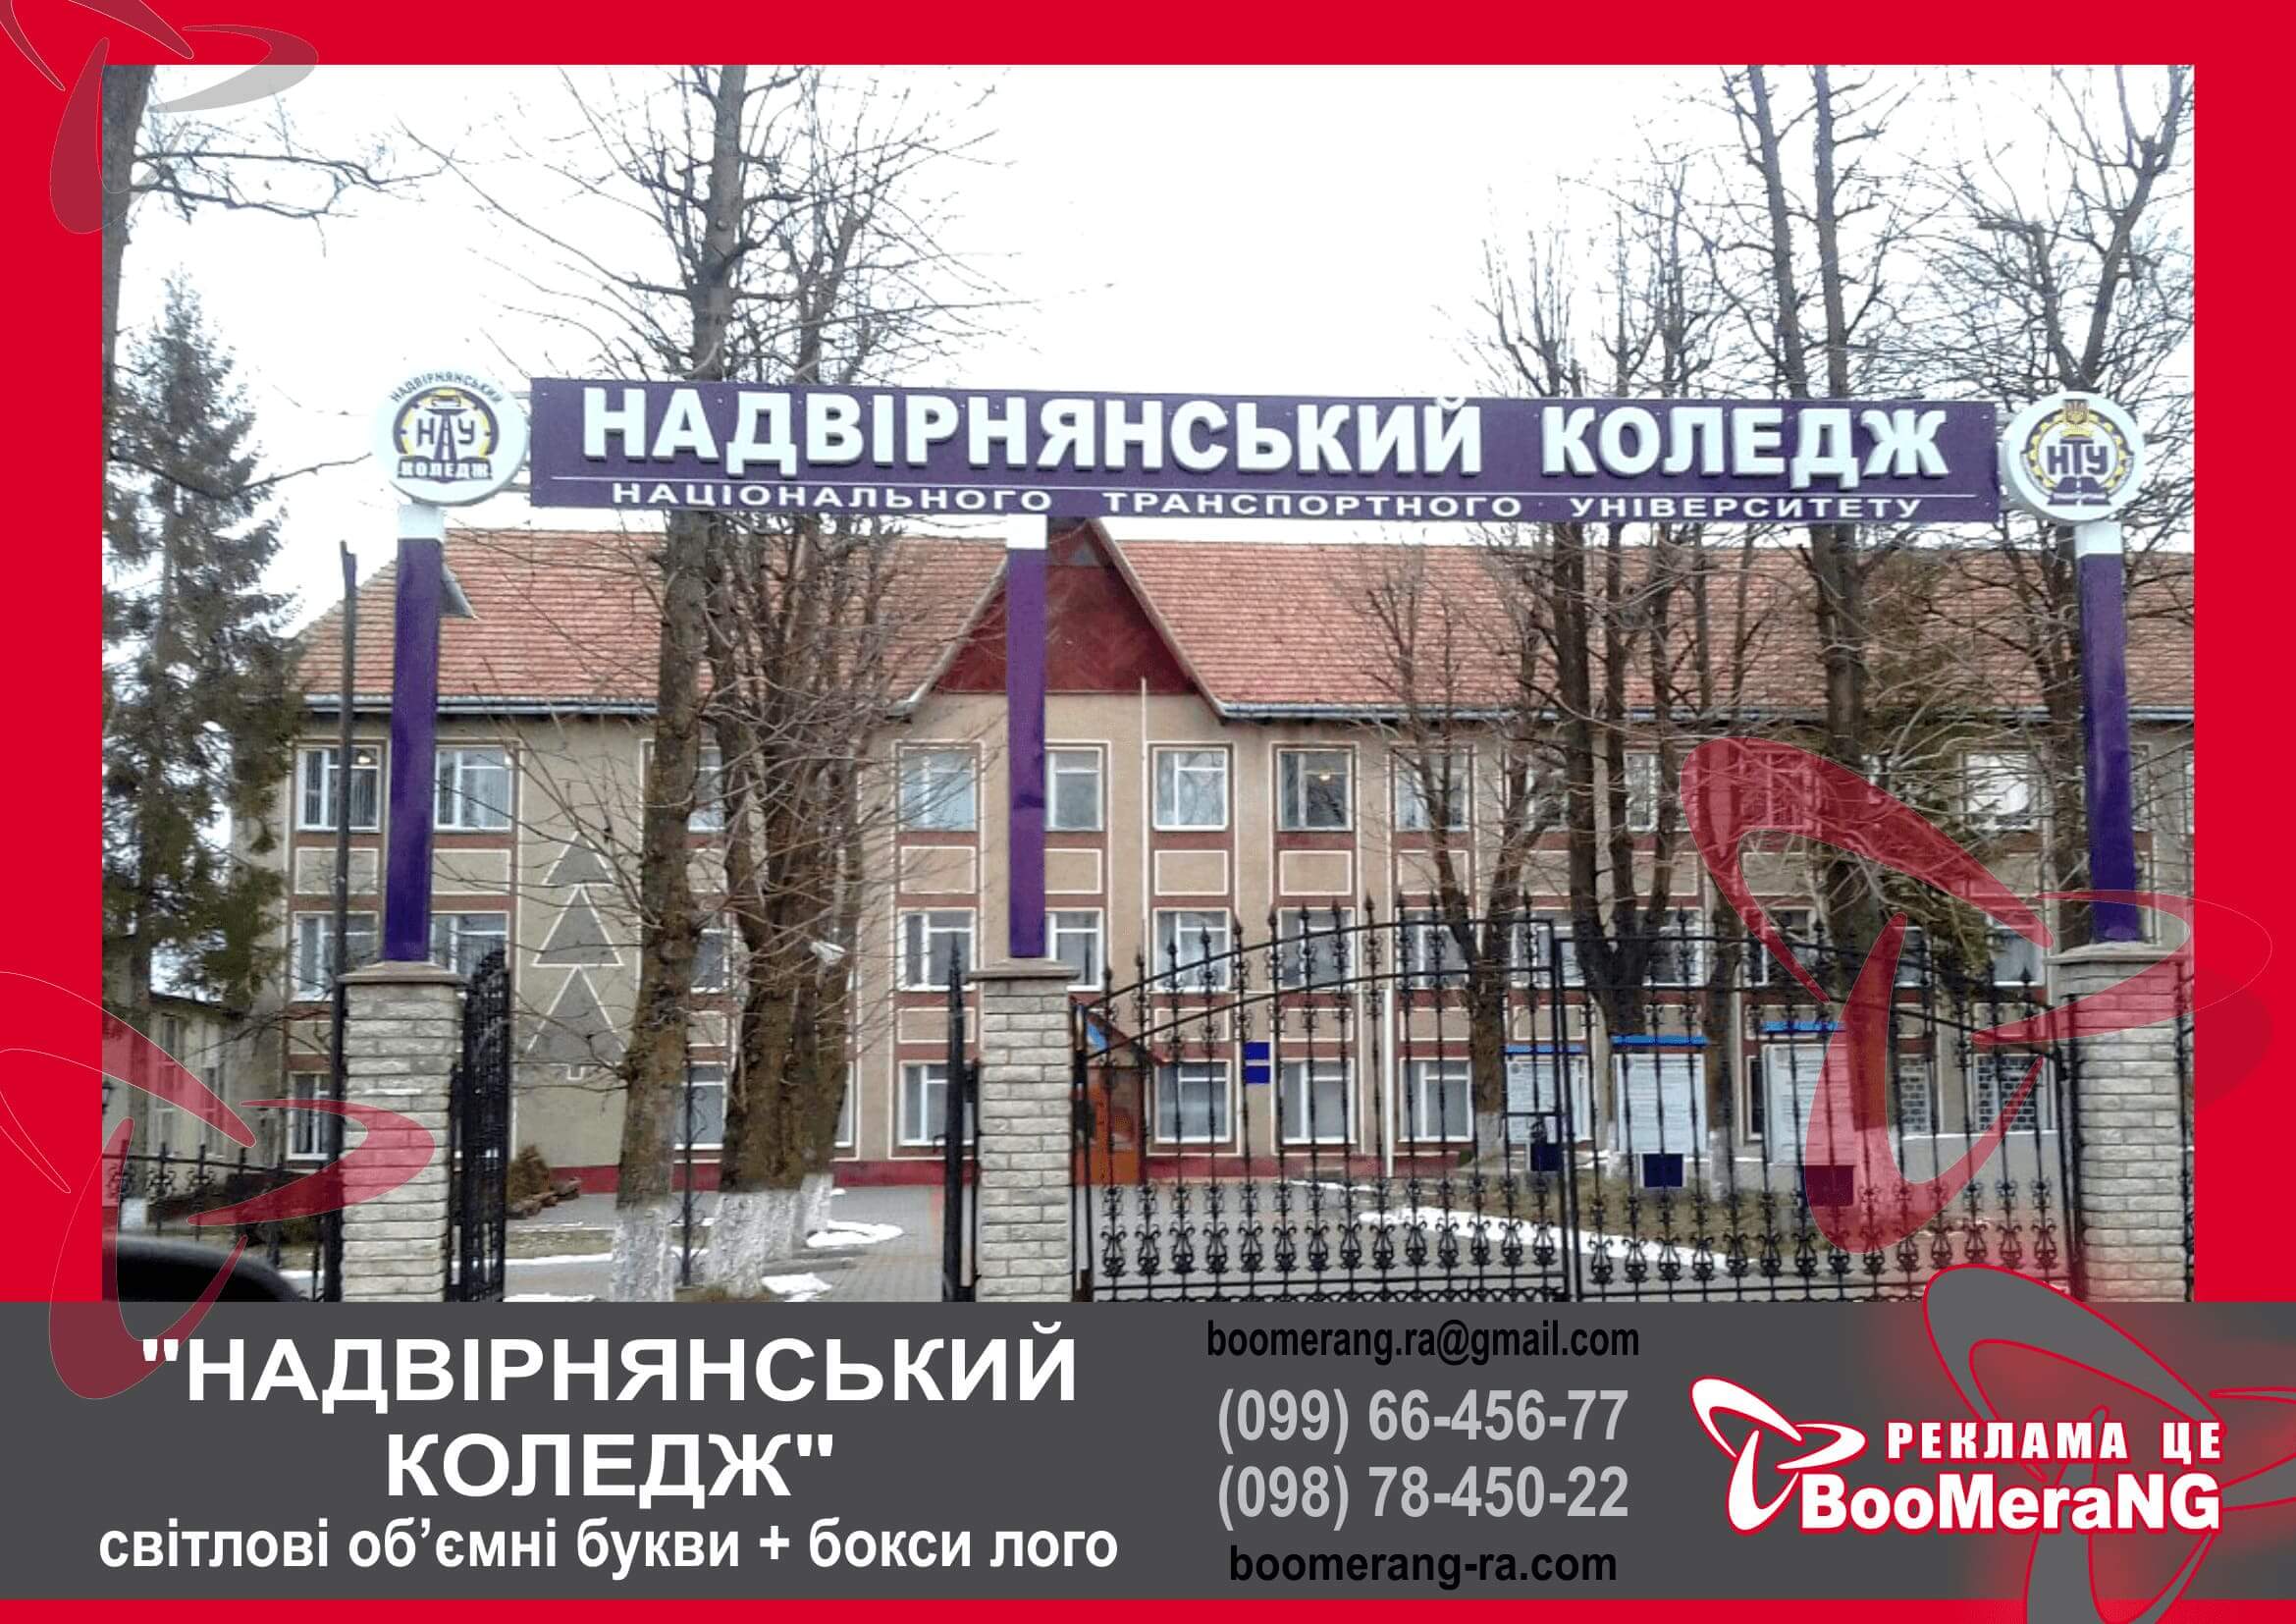 НАДВІРНЯНСЬКИЙ
НАУ
КОЛЕДЖ
НАДВІРНЯНСЬКИЙ КОЛЕДЖ
НАЦІОНАЛЬНОГО ТРАНСПОРТНОГО УНІВЕРСИТЕТУ
НТУ
"НАДВІРНЯНСЬКИЙ
КОЛЕДЖ"
світлові об’ємні букви + бокси лого
boomerang.ra@gmail.com
(099) 66-456-77
(098) 78-450-22
boomerang-ra.com
РЕКЛАМА ЦЕ
BooMeraNG